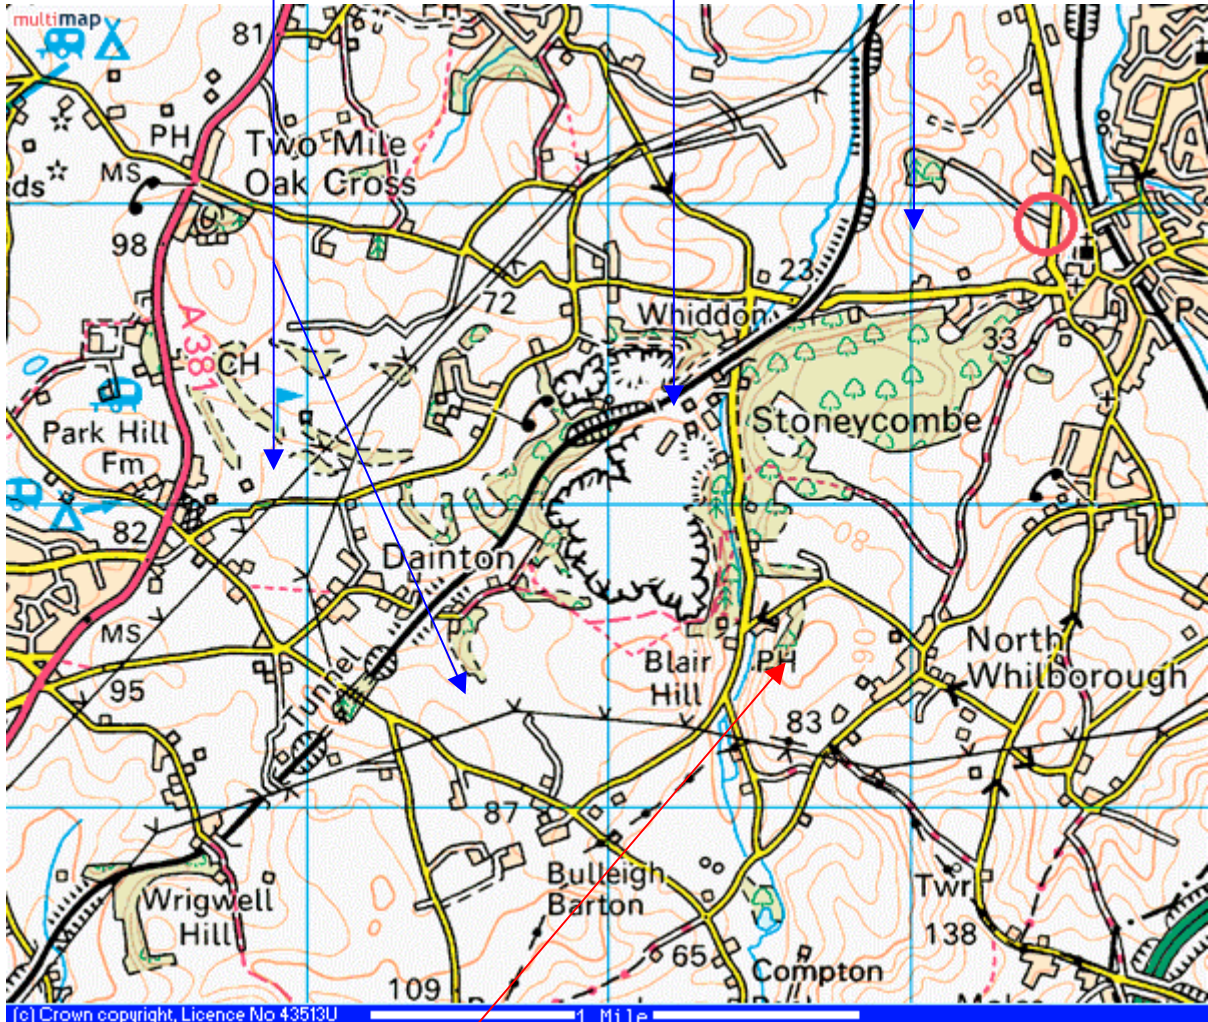 multimap
81
PH
Two Mile
Oak Cross
MS
ds
98
23
72
Whiddon
P
33
A381
CH
Park Hill
Fm
Stoneycombe
82
80
Dainton
MS
North
Whilborough
90
Blair
Hill
PH
95
Tunnel
83
87
Bulleigh
Barton
Twr
Wrigwell
Hill
138
65
Compton
109
(c) Crown copyright, Licence No 43513U
1 Mile